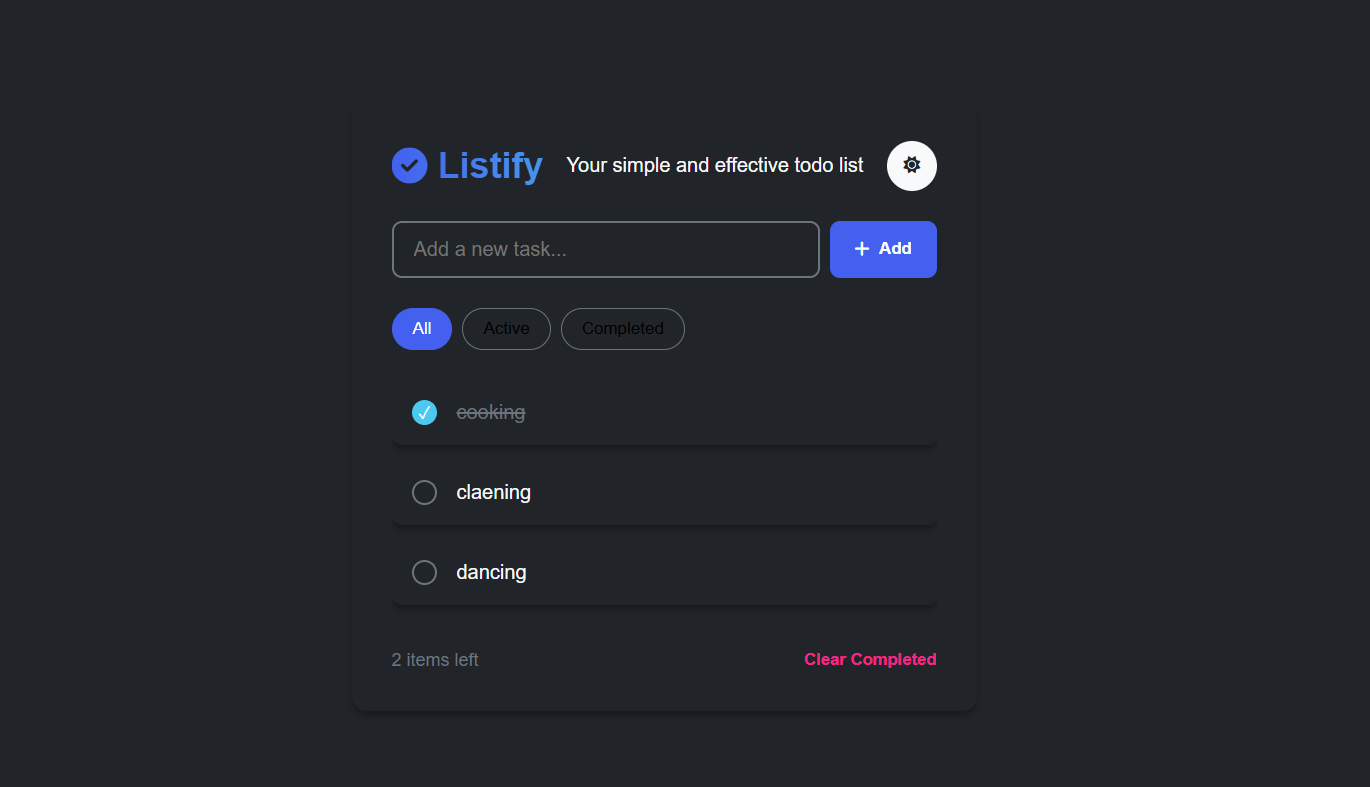 Listify Your simple and effective todo list
Add a new task... + Add
All Active Completed
cooking
claening
dancing
2 items left Clear Completed